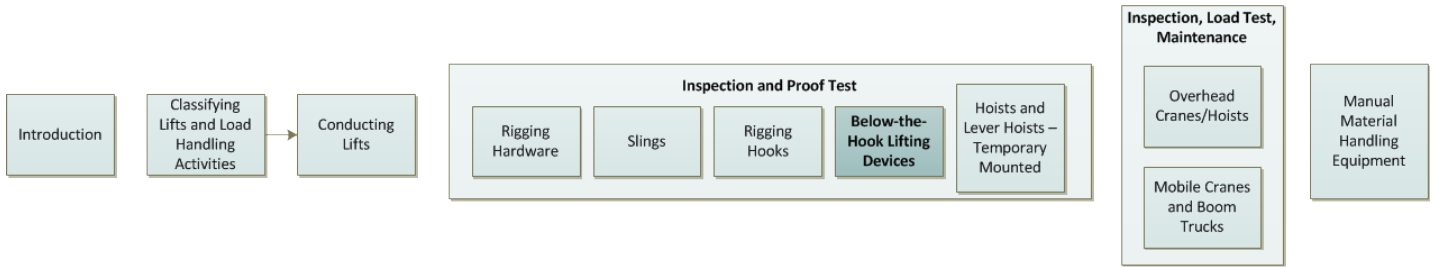 Introduction
Classifying
Lifts and Load
Handling
Activities
Conducting
Lifts
Inspection and Proof Test
Rigging
Hardware
Slings
Rigging
Hooks
Below-the-
Hook Lifting
Devices
Hoists and
Lever Hoists –
Temporary
Mounted
Inspection, Load Test,
Maintenance
Overhead
Cranes/Hoists
Mobile Cranes
and Boom
Trucks
Manual
Material
Handling
Equipment